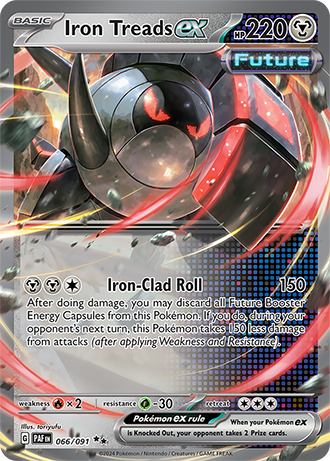 BASIC Iron Treads ex HP 220
Future
Iron-Clad Roll 150
After doing damage, you may discard all Future Booster
Energy Capsules from this Pokémon. If you do, during your
opponent's next turn, this Pokémon takes 150 less damage
from attacks (after applying Weakness and Resistance).
weakness × 2 resistance -30 retreat
Pokémon ex rule When your Pokémon ex
is Knocked Out, your opponent takes 2 Prize cards.
Illus. toriyufu
G PAF EN 066/091
©2024 Pokémon / Nintendo / Creatures / GAME FREAK